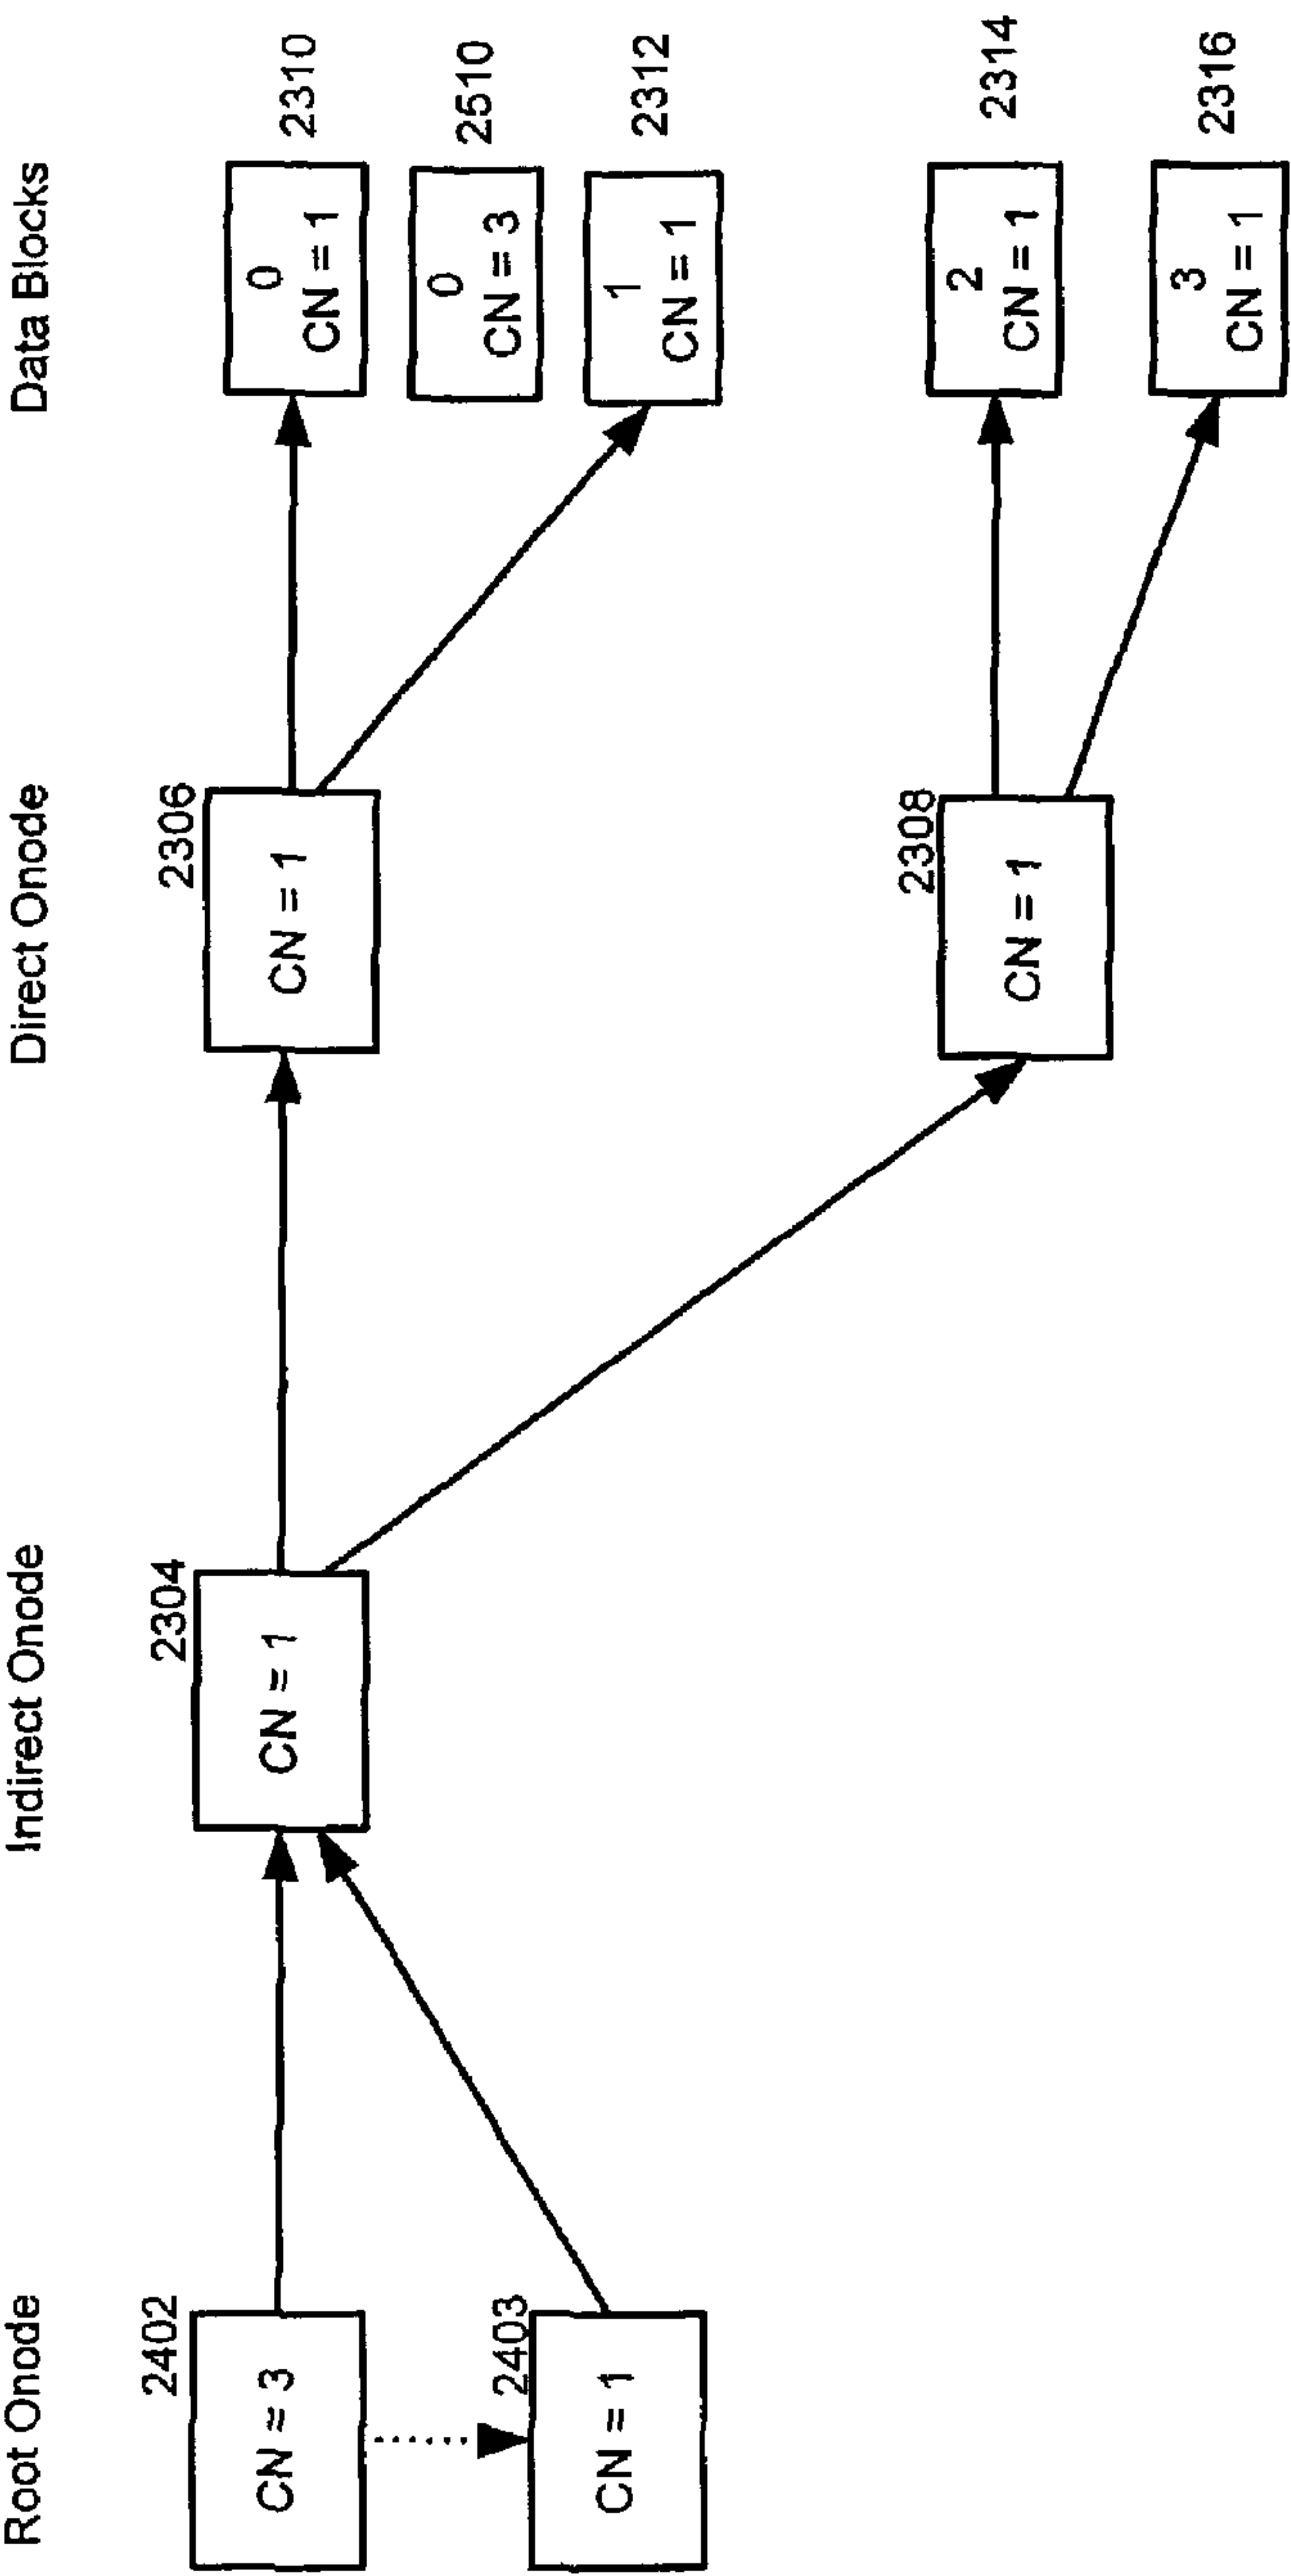 Root Onode
Indirect Onode
Direct Onode
Data Blocks
2402
CN = 3
2403
CN = 1
2304
CN = 1
2306
CN = 1
2308
CN = 1
0
CN = 1
2310
0
CN = 3
2510
1
CN = 1
2312
2
CN = 1
2314
3
CN = 1
2316